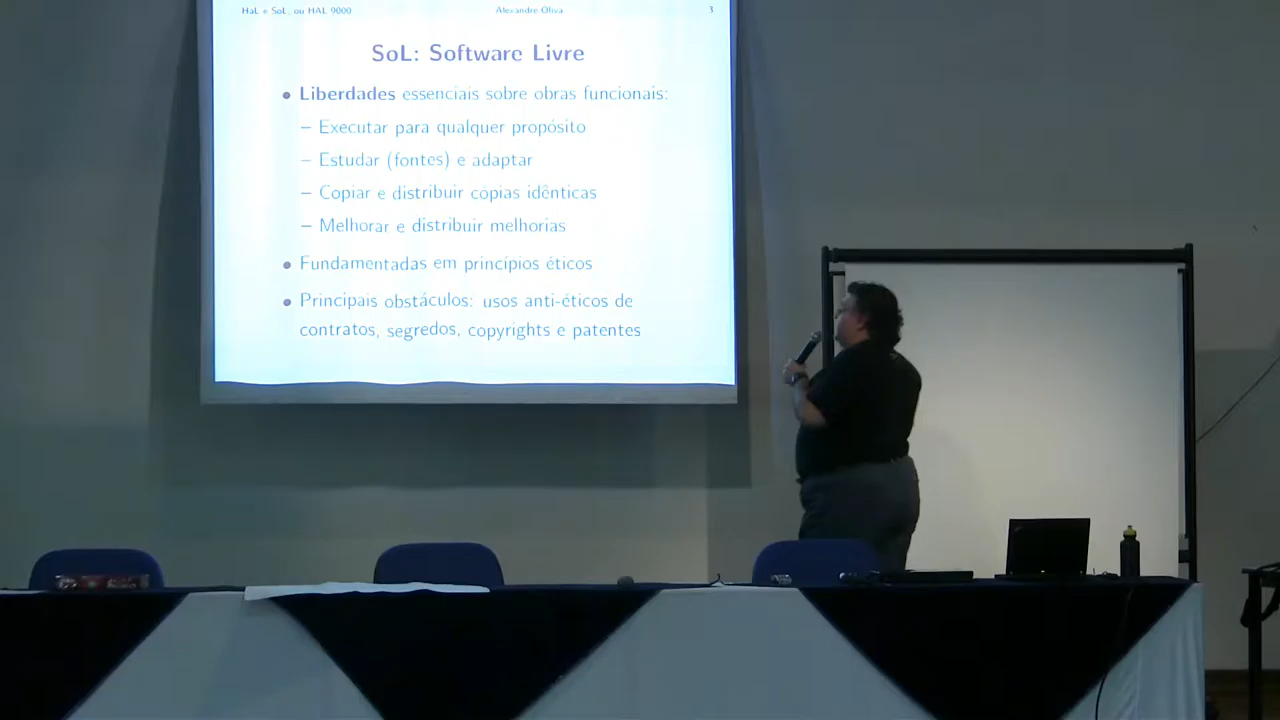 HaL e SoL, ou HAL 9000 Alexandre Oliva 3
SoL: Software Livre
• Liberdades essenciais sobre obras funcionais:
– Executar para qualquer propósito
– Estudar (fontes) e adaptar
– Copiar e distribuir cópias idênticas
– Melhorar e distribuir melhorias
• Fundamentadas em princípios éticos
• Principais obstáculos: usos anti-éticos de
contratos, segredos, copyrights e patentes